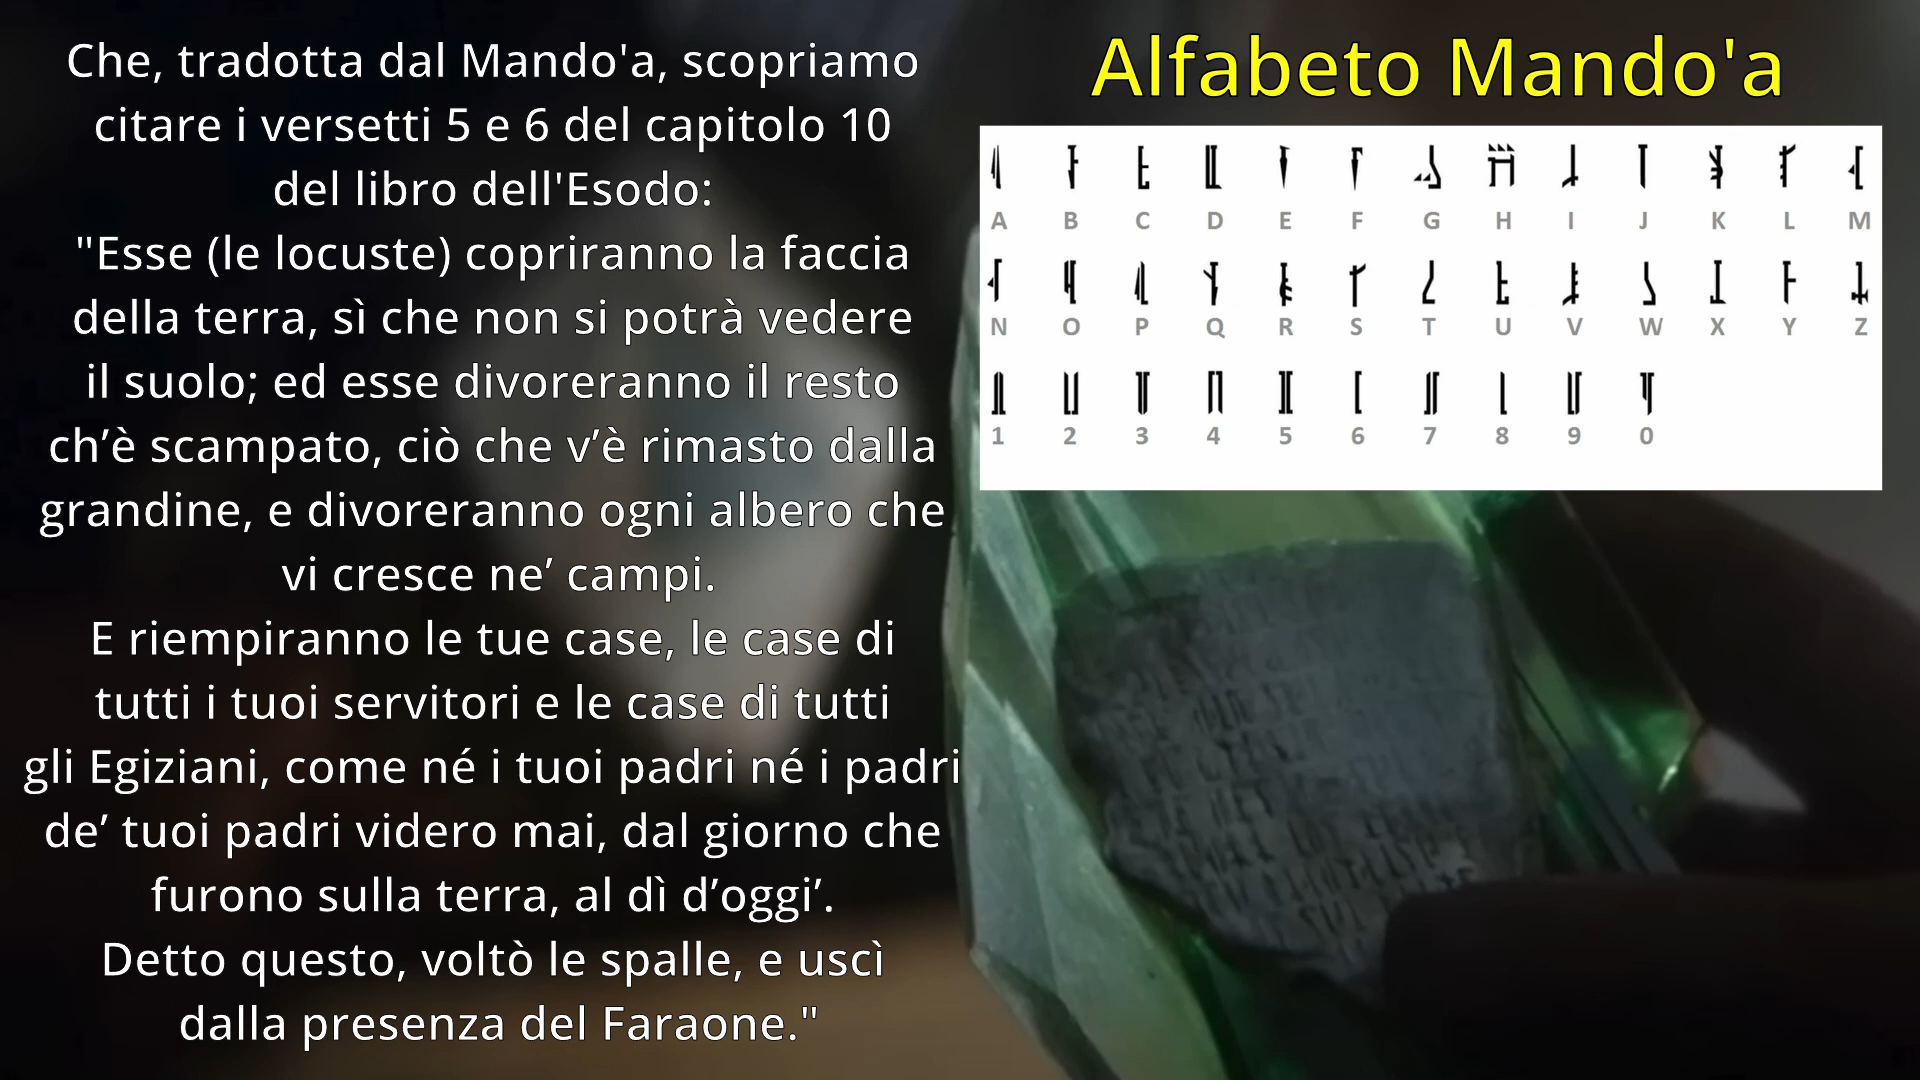 Che, tradotta dal Mando'a, scopriamo
citare i versetti 5 e 6 del capitolo 10
del libro dell'Esodo:
"Esse (le locuste) copriranno la faccia
della terra, sì che non si potrà vedere
il suolo; ed esse divoreranno il resto
ch’è scampato, ciò che v’è rimasto dalla
grandine, e divoreranno ogni albero che
vi cresce ne’ campi.
E riempiranno le tue case, le case di
tutti i tuoi servitori e le case di tutti
gli Egiziani, come né i tuoi padri né i padri
de’ tuoi padri videro mai, dal giorno che
furono sulla terra, al dì d’oggi’.
Detto questo, voltò le spalle, e uscì
dalla presenza del Faraone."
Alfabeto Mando'a
A B C D E F G H I J K L M
N O P Q R S T U V W X Y Z
1 2 3 4 5 6 7 8 9 0